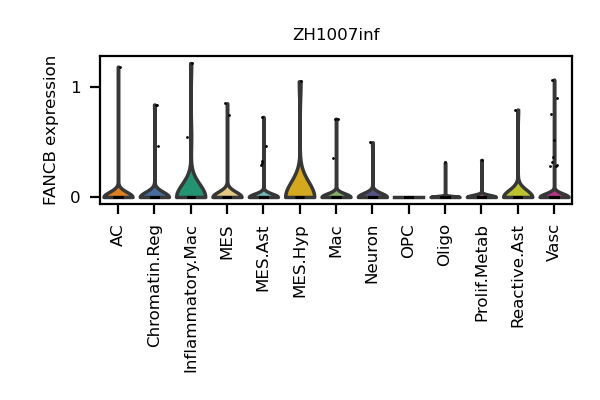 ZH1007inf
FANCB expression
1
0
AC
Chromatin.Reg
Inflammatory.Mac
MES
MES.Ast
MES.Hyp
Mac
Neuron
OPC
Oligo
Prolif.Metab
Reactive.Ast
Vasc